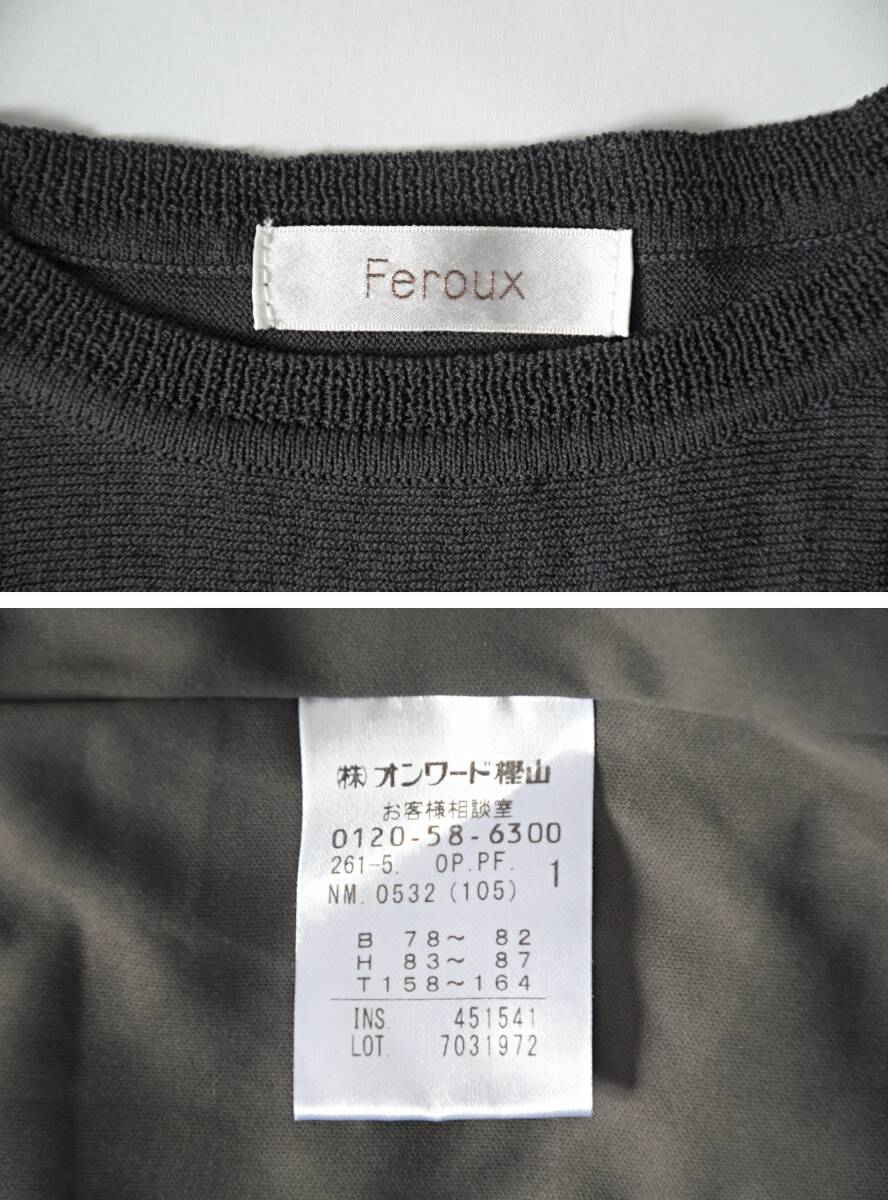 Feroux
(株)オンワード樫山
お客様相談室
0120-58-6300
261-5. OP.PF. 1
NM. 0532 (105)
B 78～ 82
H 83～ 87
T 158～164
INS. 451541
LOT. 7031972